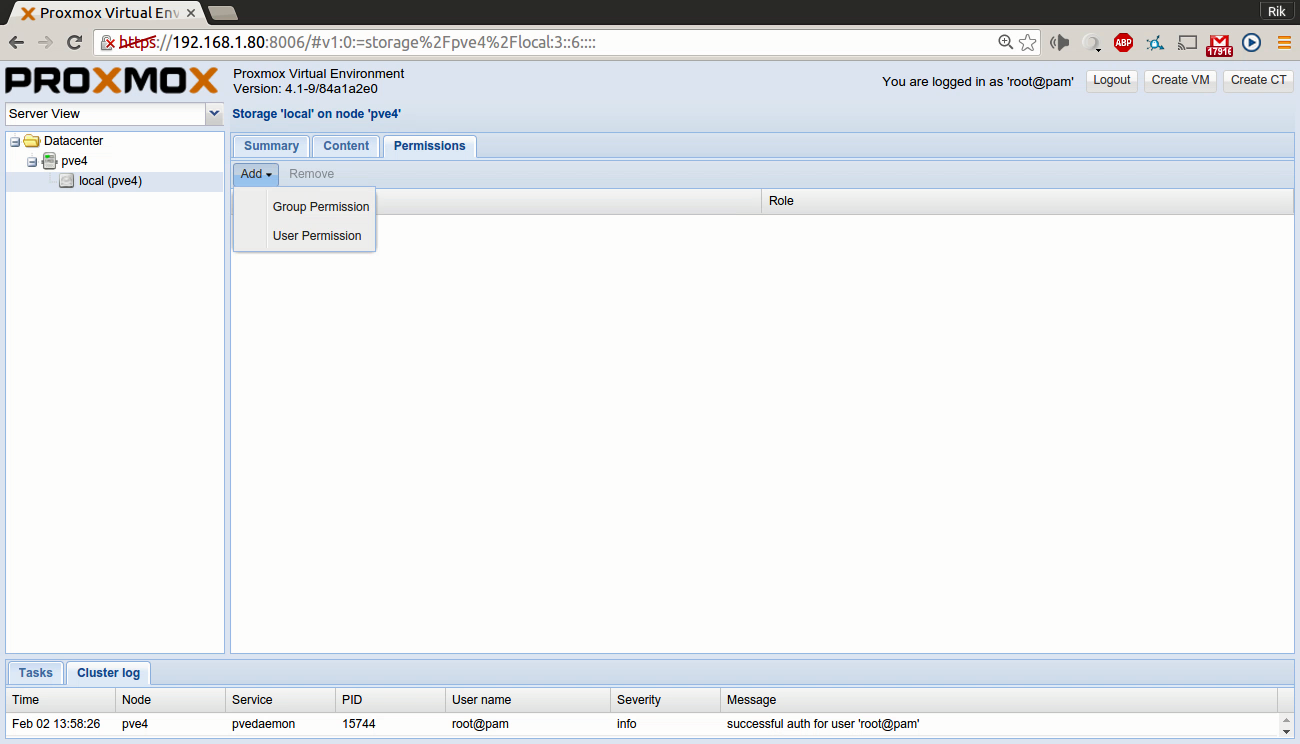 Proxmox Virtual Env
Rik
https://192.168.1.80:8006/#v1:0:=storage%2Fpve4%2Flocal:3::6::::
ABP
17916
PROXMOX
Proxmox Virtual Environment
Version: 4.1-9/84a1a2e0
You are logged in as 'root@pam'
Logout
Create VM
Create CT
Server View
Storage 'local' on node 'pve4'
Datacenter
pve4
local (pve4)
Summary
Content
Permissions
Add
Remove
Group Permission
User Permission
Role
Tasks
Cluster log
Time Node Service PID User name Severity Message
Feb 02 13:58:26 pve4 pvedaemon 15744 root@pam info successful auth for user 'root@pam'